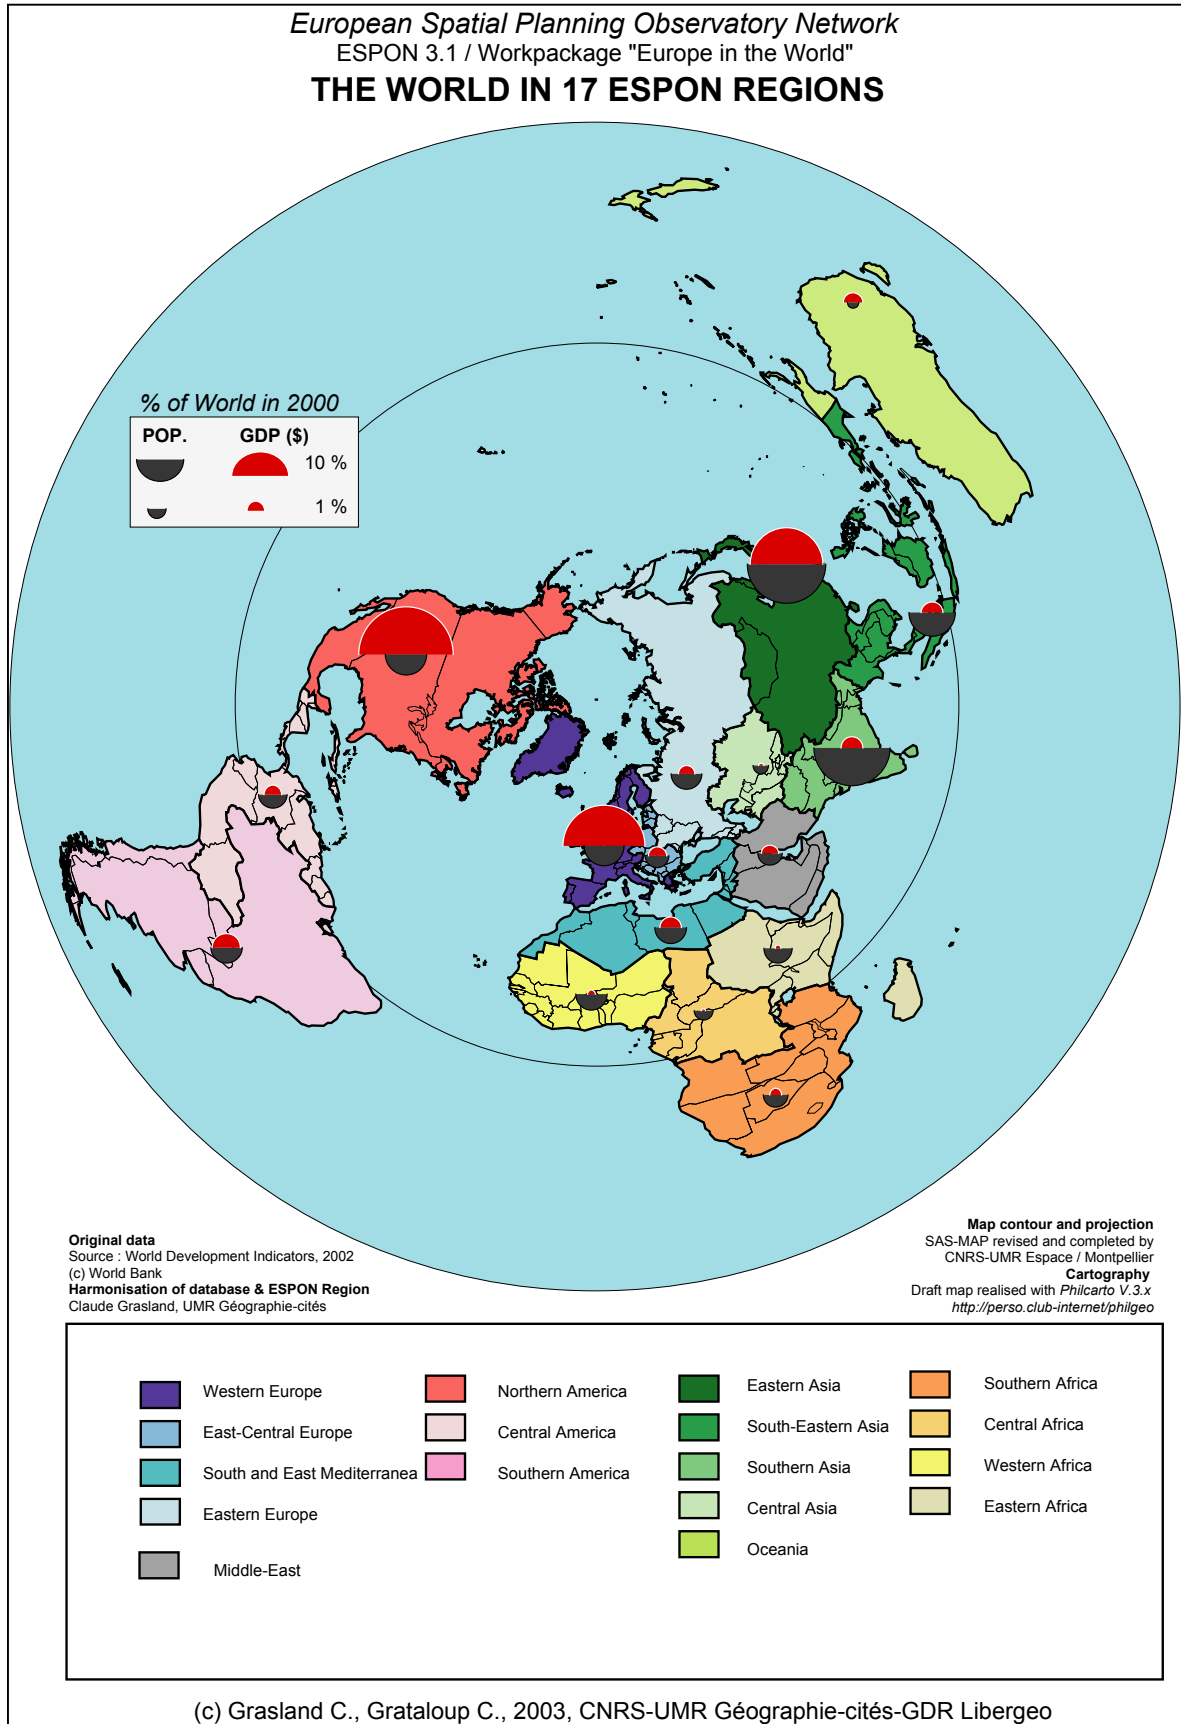 European Spatial Planning Observatory Network
ESPON 3.1 / Workpackage "Europe in the World"
THE WORLD IN 17 ESPON REGIONS
% of World in 2000
POP. GDP ($)
10 %
1 %
Original data
Source : World Development Indicators, 2002
(c) World Bank
Harmonisation of database & ESPON Region
Claude Grasland, UMR Géographie-cités
Map contour and projection
SAS-MAP revised and completed by
CNRS-UMR Espace / Montpellier
Cartography
Draft map realised with Philcarto V.3.x
http://perso.club-internet/philgeo
Western Europe
East-Central Europe
South and East Mediterranea
Eastern Europe
Middle-East
Northern America
Central America
Southern America
Eastern Asia
South-Eastern Asia
Southern Asia
Central Asia
Oceania
Southern Africa
Central Africa
Western Africa
Eastern Africa
(c) Grasland C., Grataloup C., 2003, CNRS-UMR Géographie-cités-GDR Libergeo